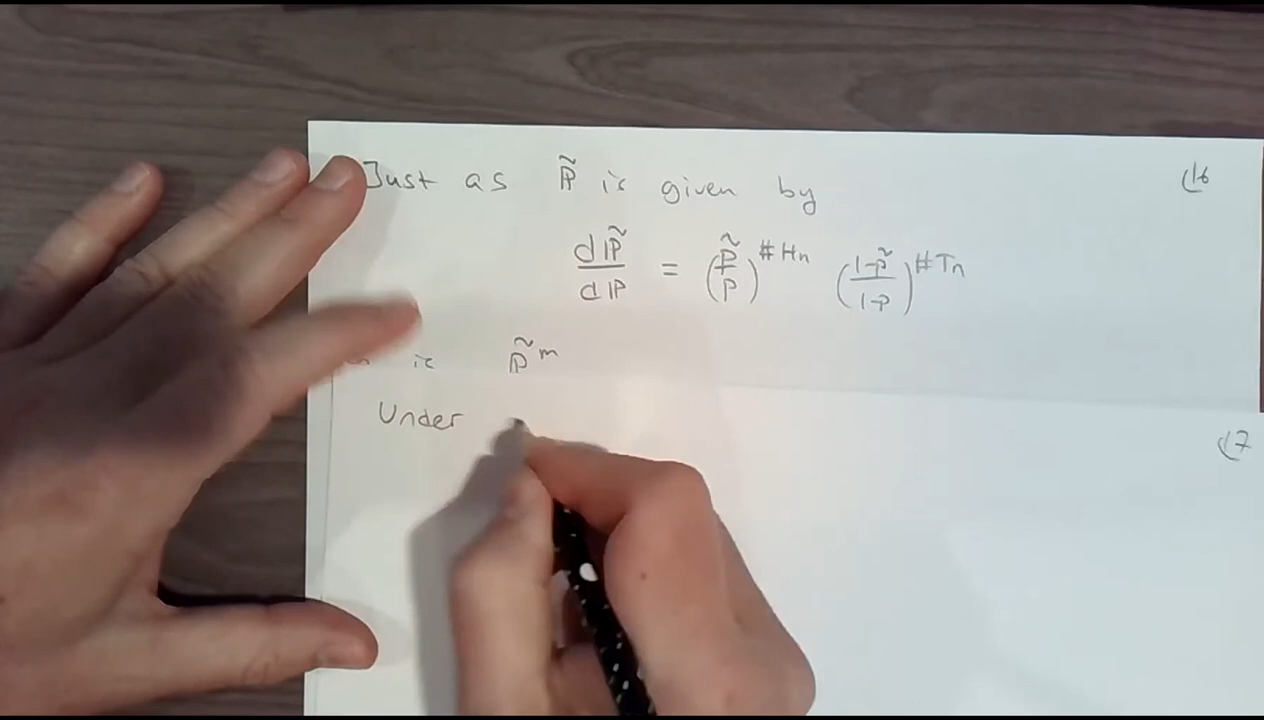 Just as ℙ̃ is given by (16
dℙ̃/dℙ = (p̃/p)^#Hn ((1-p̃)/(1-p))^#Tn
is ℙ̃^m
Under
(17